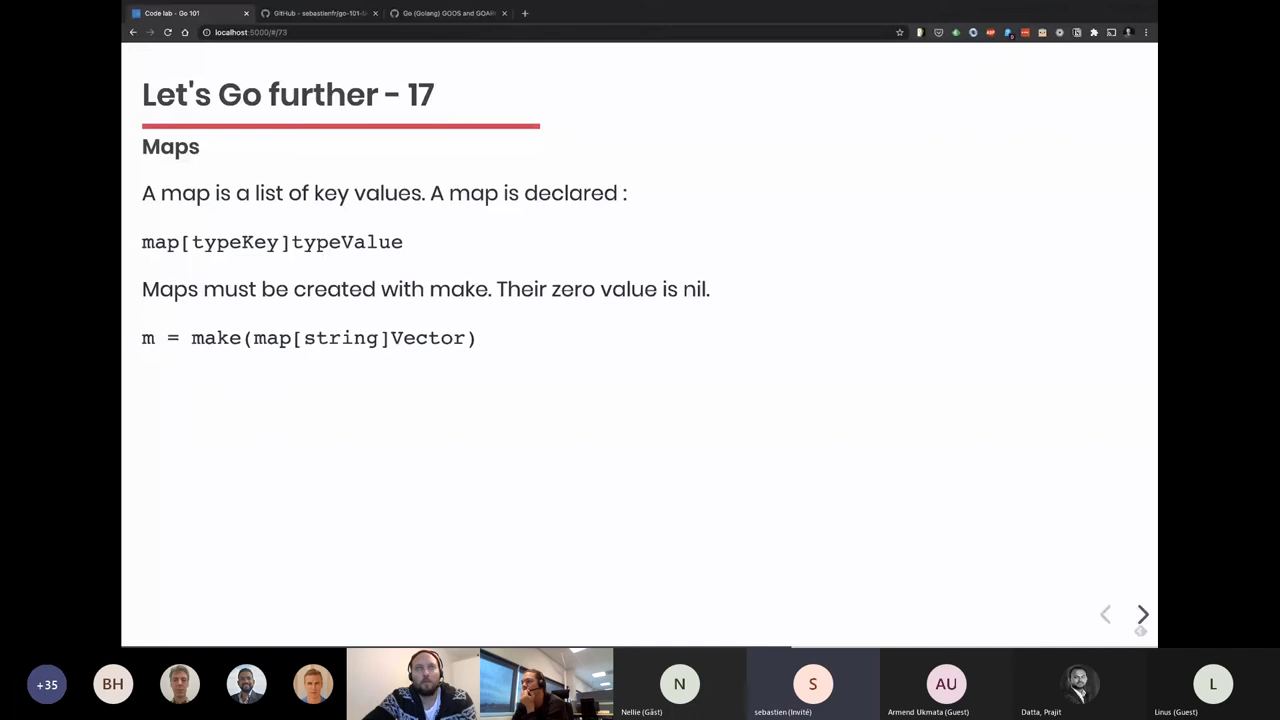 Code lab - Go 101
GitHub - sebastienfr/go-101-
Go (Golang) GOOS and GOAR
localhost:5000/#/73
Let's Go further - 17
Maps
A map is a list of key values. A map is declared :
map[typeKey]typeValue
Maps must be created with make. Their zero value is nil.
m = make(map[string]Vector)
+35
BH
N
S
AU
L
Nellie (Gäst)
sebastien (Invité)
Armend Ukmata (Guest)
Datta, Prajit
Linus (Guest)